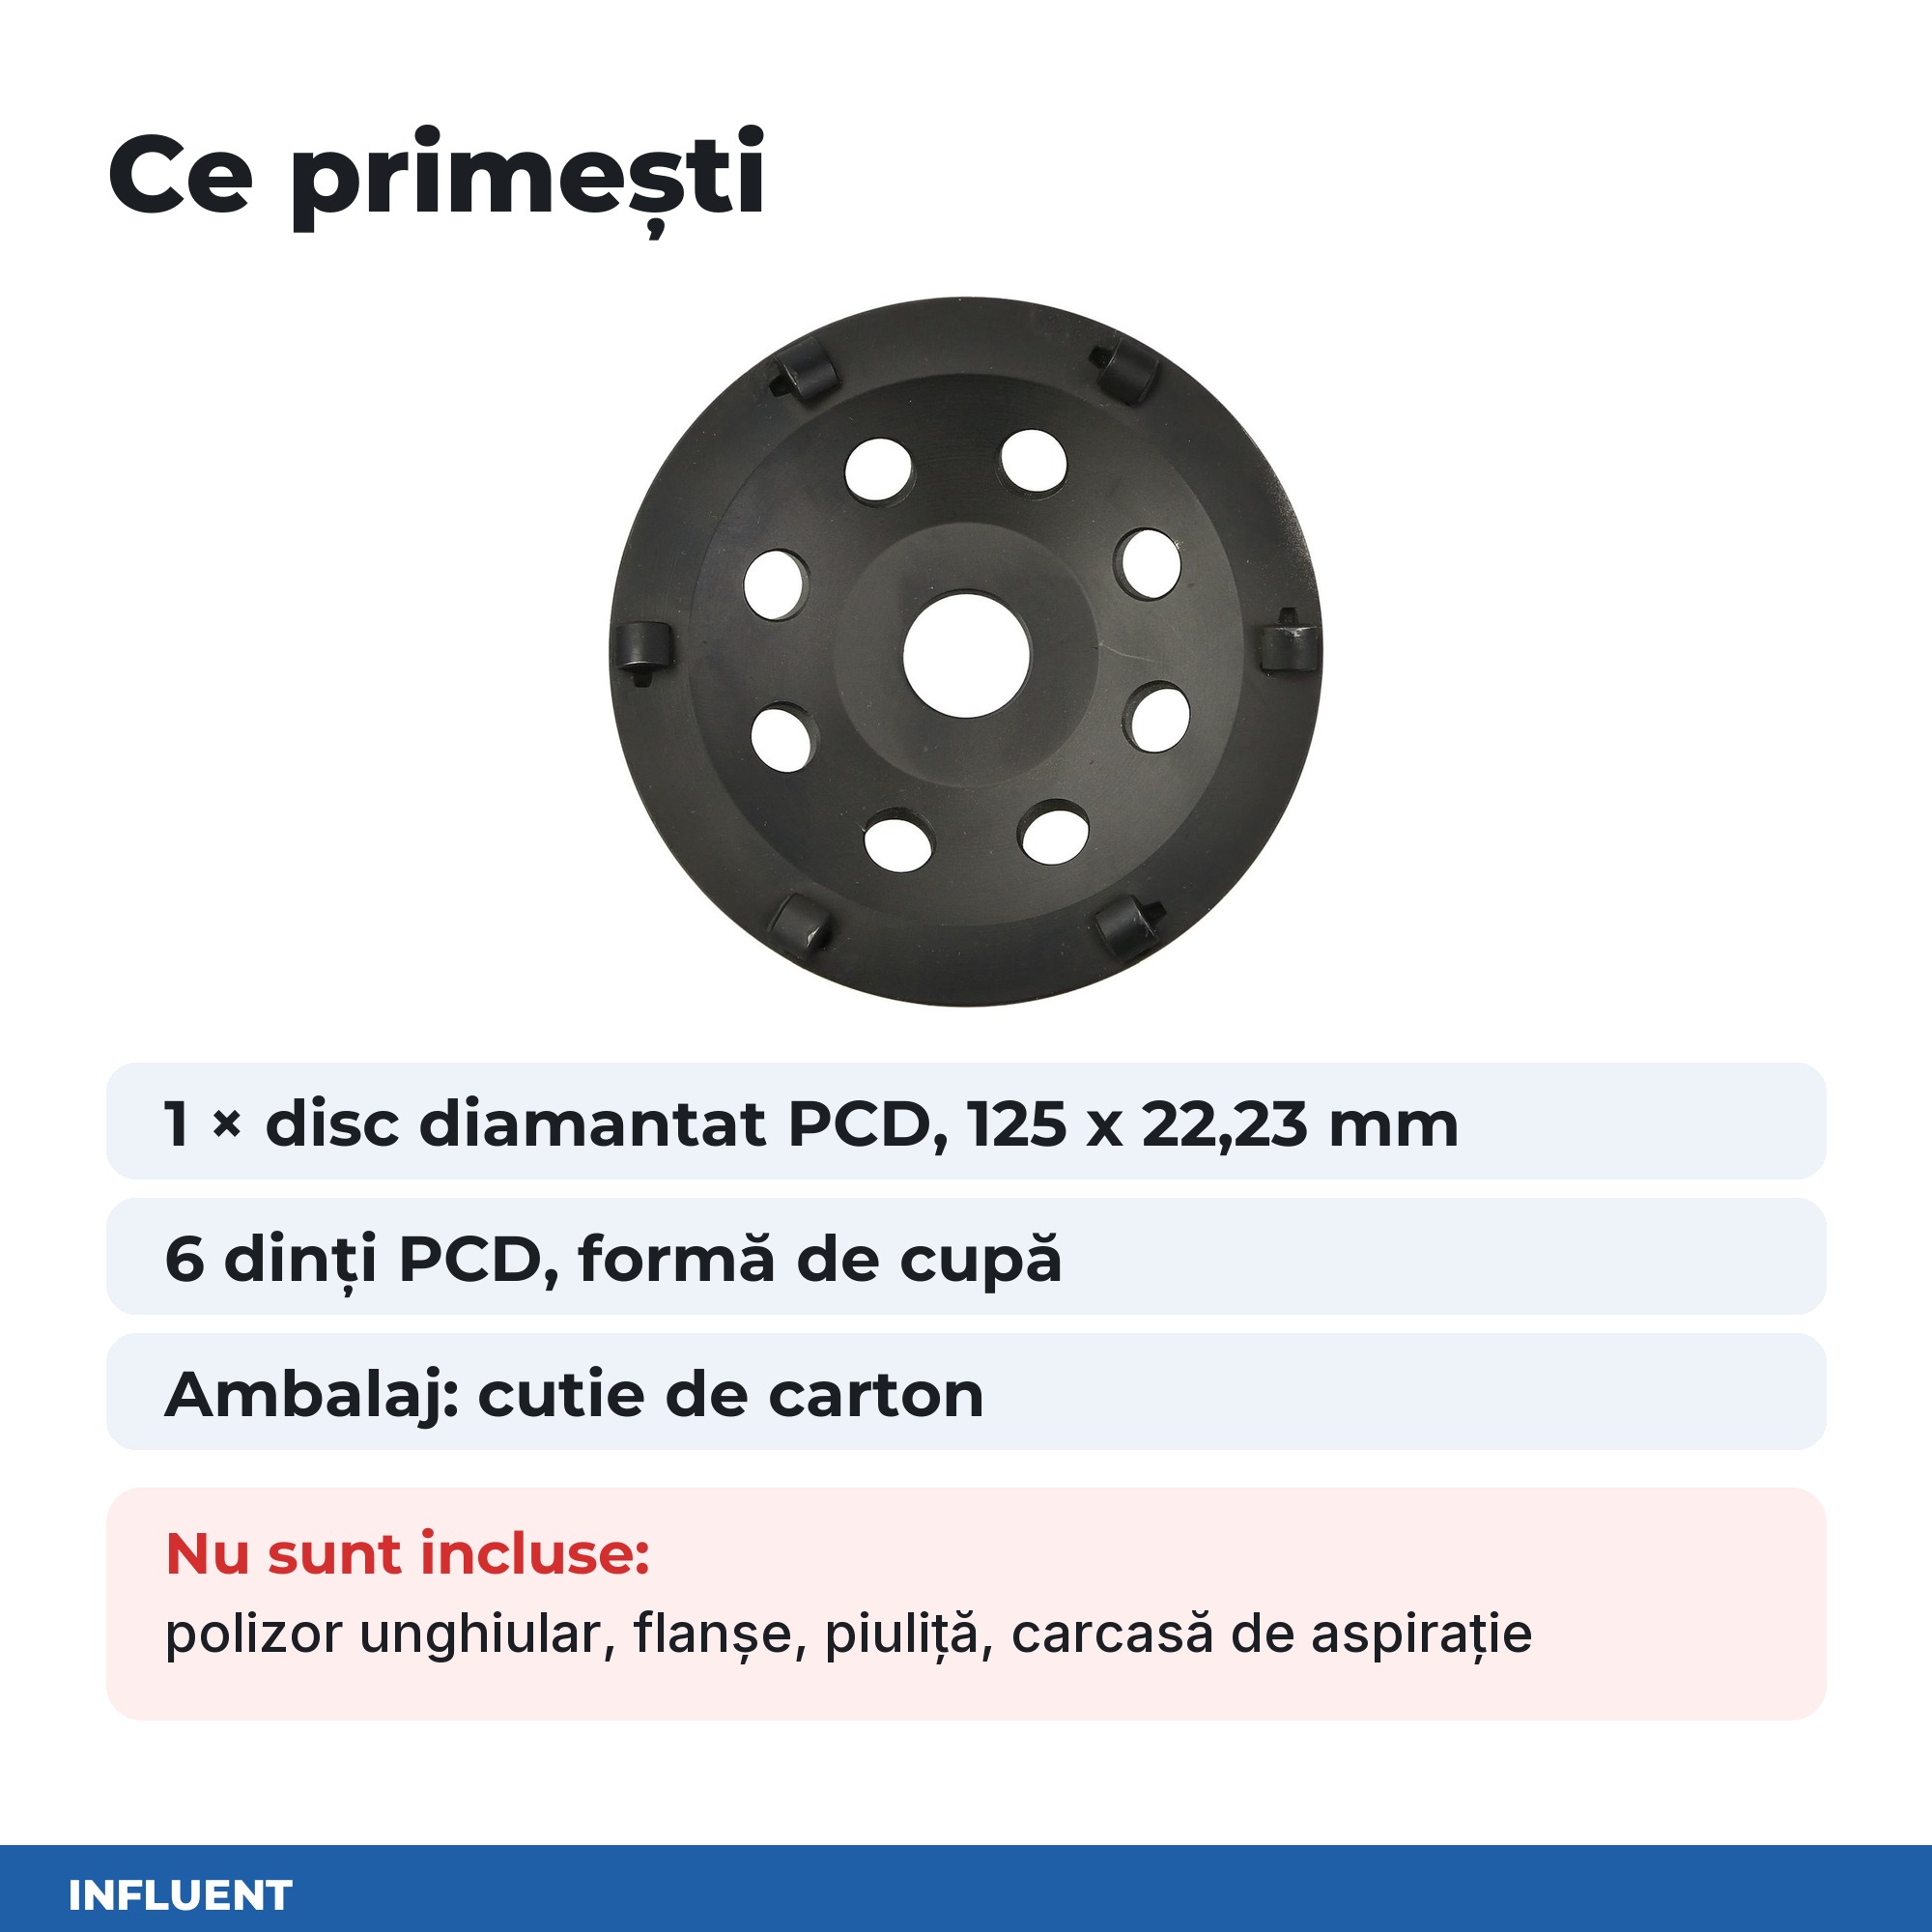 Ce primești
1 × disc diamantat PCD, 125 x 22,23 mm
6 dinți PCD, formă de cupă
Ambalaj: cutie de carton
Nu sunt incluse:
polizor unghiular, flanșe, piuliță, carcasă de aspirație
INFLUENT